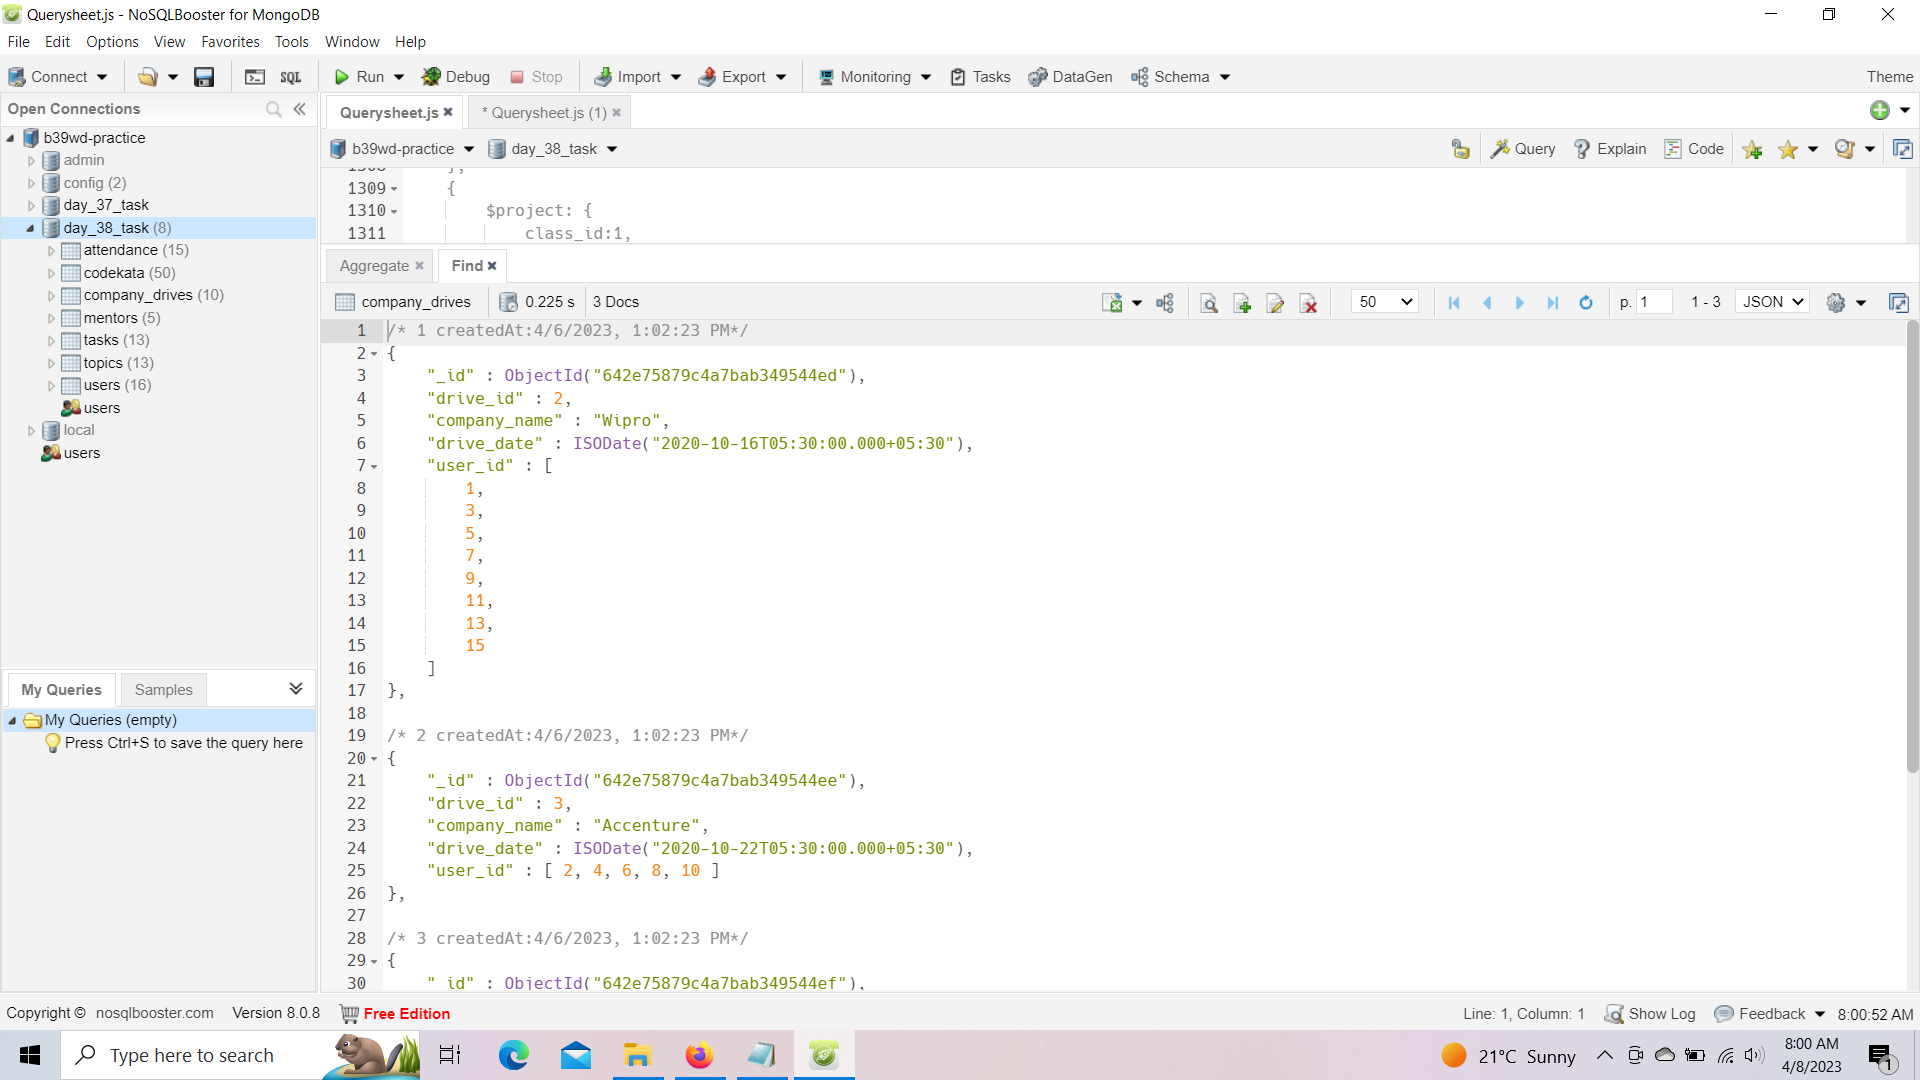 Querysheet.js - NoSQLBooster for MongoDB
File Edit Options View Favorites Tools Window Help
Connect SQL Run Debug Stop Import Export Monitoring Tasks DataGen Schema Theme
Open Connections
b39wd-practice
admin
config (2)
day_37_task
day_38_task (8)
attendance (15)
codekata (50)
company_drives (10)
mentors (5)
tasks (13)
topics (13)
users (16)
users
local
users
My Queries Samples
My Queries (empty)
Press Ctrl+S to save the query here
Querysheet.js * Querysheet.js (1)
b39wd-practice day_38_task Query Explain Code
1308 },
1309 {
1310 $project: {
1311 class_id:1,
Aggregate Find
company_drives 0.225 s 3 Docs 50 p. 1 1 - 3 JSON
1 /* 1 createdAt:4/6/2023, 1:02:23 PM*/
2 {
3 "_id" : ObjectId("642e75879c4a7bab349544ed"),
4 "drive_id" : 2,
5 "company_name" : "Wipro",
6 "drive_date" : ISODate("2020-10-16T05:30:00.000+05:30"),
7 "user_id" : [
8 1,
9 3,
10 5,
11 7,
12 9,
13 11,
14 13,
15 15
16 ]
17 },
18
19 /* 2 createdAt:4/6/2023, 1:02:23 PM*/
20 {
21 "_id" : ObjectId("642e75879c4a7bab349544ee"),
22 "drive_id" : 3,
23 "company_name" : "Accenture",
24 "drive_date" : ISODate("2020-10-22T05:30:00.000+05:30"),
25 "user_id" : [ 2, 4, 6, 8, 10 ]
26 },
27
28 /* 3 createdAt:4/6/2023, 1:02:23 PM*/
29 {
30 "_id" : ObjectId("642e75879c4a7bab349544ef"),
Copyright © nosqlbooster.com Version 8.0.8 Free Edition Line: 1, Column: 1 Show Log Feedback 8:00:52 AM
Type here to search 21°C Sunny 8:00 AM
4/8/2023
1